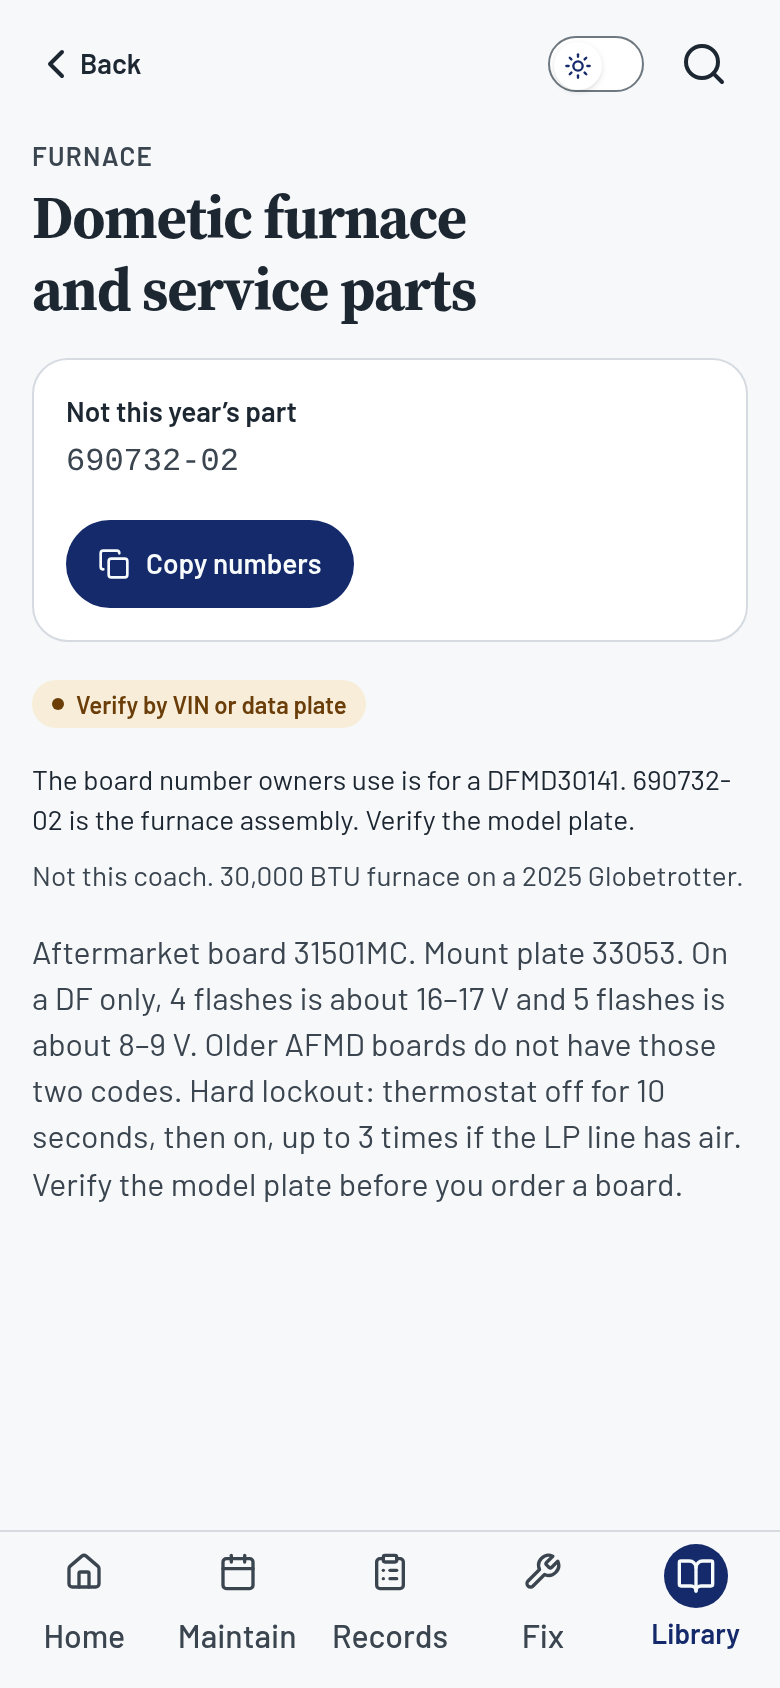 Back
FURNACE
Dometic furnace
and service parts
Not this year’s part
690732-02
Copy numbers
Verify by VIN or data plate
The board number owners use is for a DFMD30141. 690732-
02 is the furnace assembly. Verify the model plate.
Not this coach. 30,000 BTU furnace on a 2025 Globetrotter.
Aftermarket board 31501MC. Mount plate 33053. On
a DF only, 4 flashes is about 16–17 V and 5 flashes is
about 8–9 V. Older AFMD boards do not have those
two codes. Hard lockout: thermostat off for 10
seconds, then on, up to 3 times if the LP line has air.
Verify the model plate before you order a board.
Home
Maintain
Records
Fix
Library